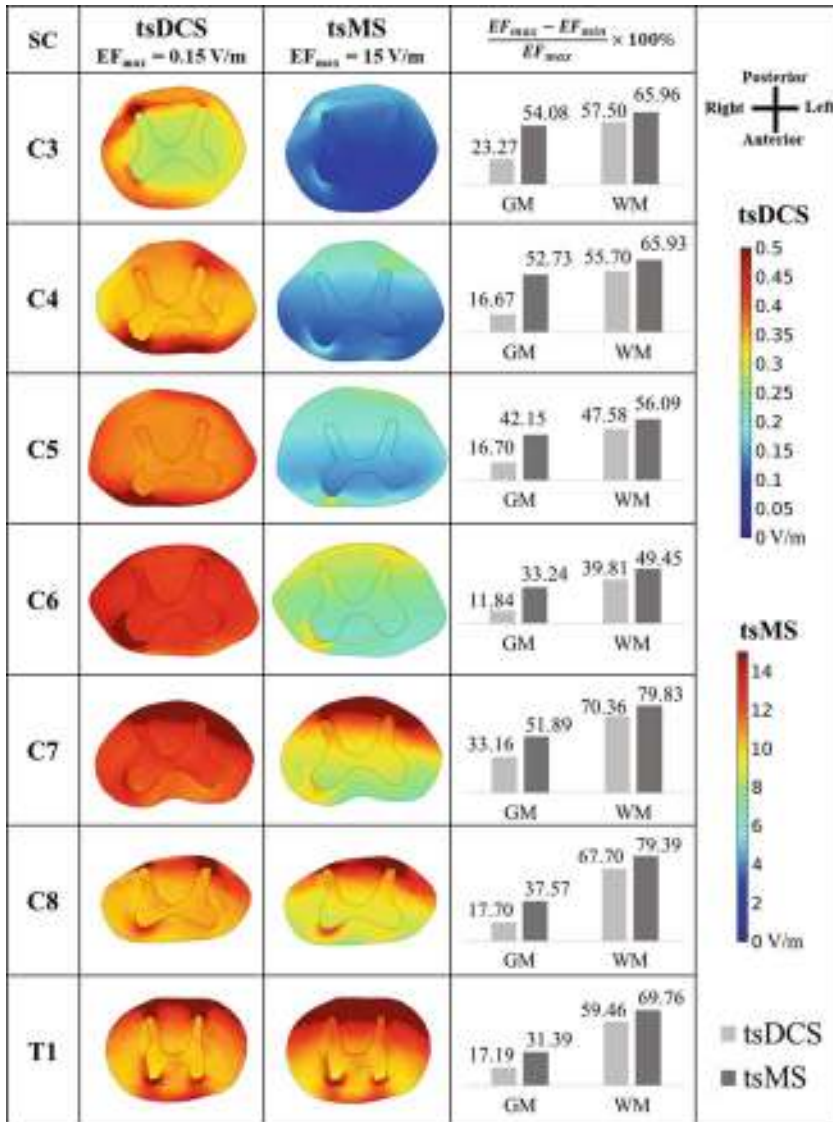 SC
tsDCS
EFmax = 0.15 V/m
tsMS
EFmax = 15 V/m
EFmax − EFmin
EFmax
× 100%
Posterior
Right
Left
Anterior
C3
23.27
54.08
57.50
65.96
GM
WM
C4
16.67
52.73
55.70
65.93
GM
WM
C5
16.70
42.15
47.58
56.09
GM
WM
C6
11.84
33.24
39.81
49.45
GM
WM
C7
33.16
51.89
70.36
79.83
GM
WM
C8
17.70
37.57
67.70
79.39
GM
WM
T1
17.19
31.39
59.46
69.76
GM
WM
tsDCS
0.5
0.45
0.4
0.35
0.3
0.25
0.2
0.15
0.1
0.05
0 V/m
tsMS
14
12
10
8
6
4
2
0 V/m
tsDCS
tsMS